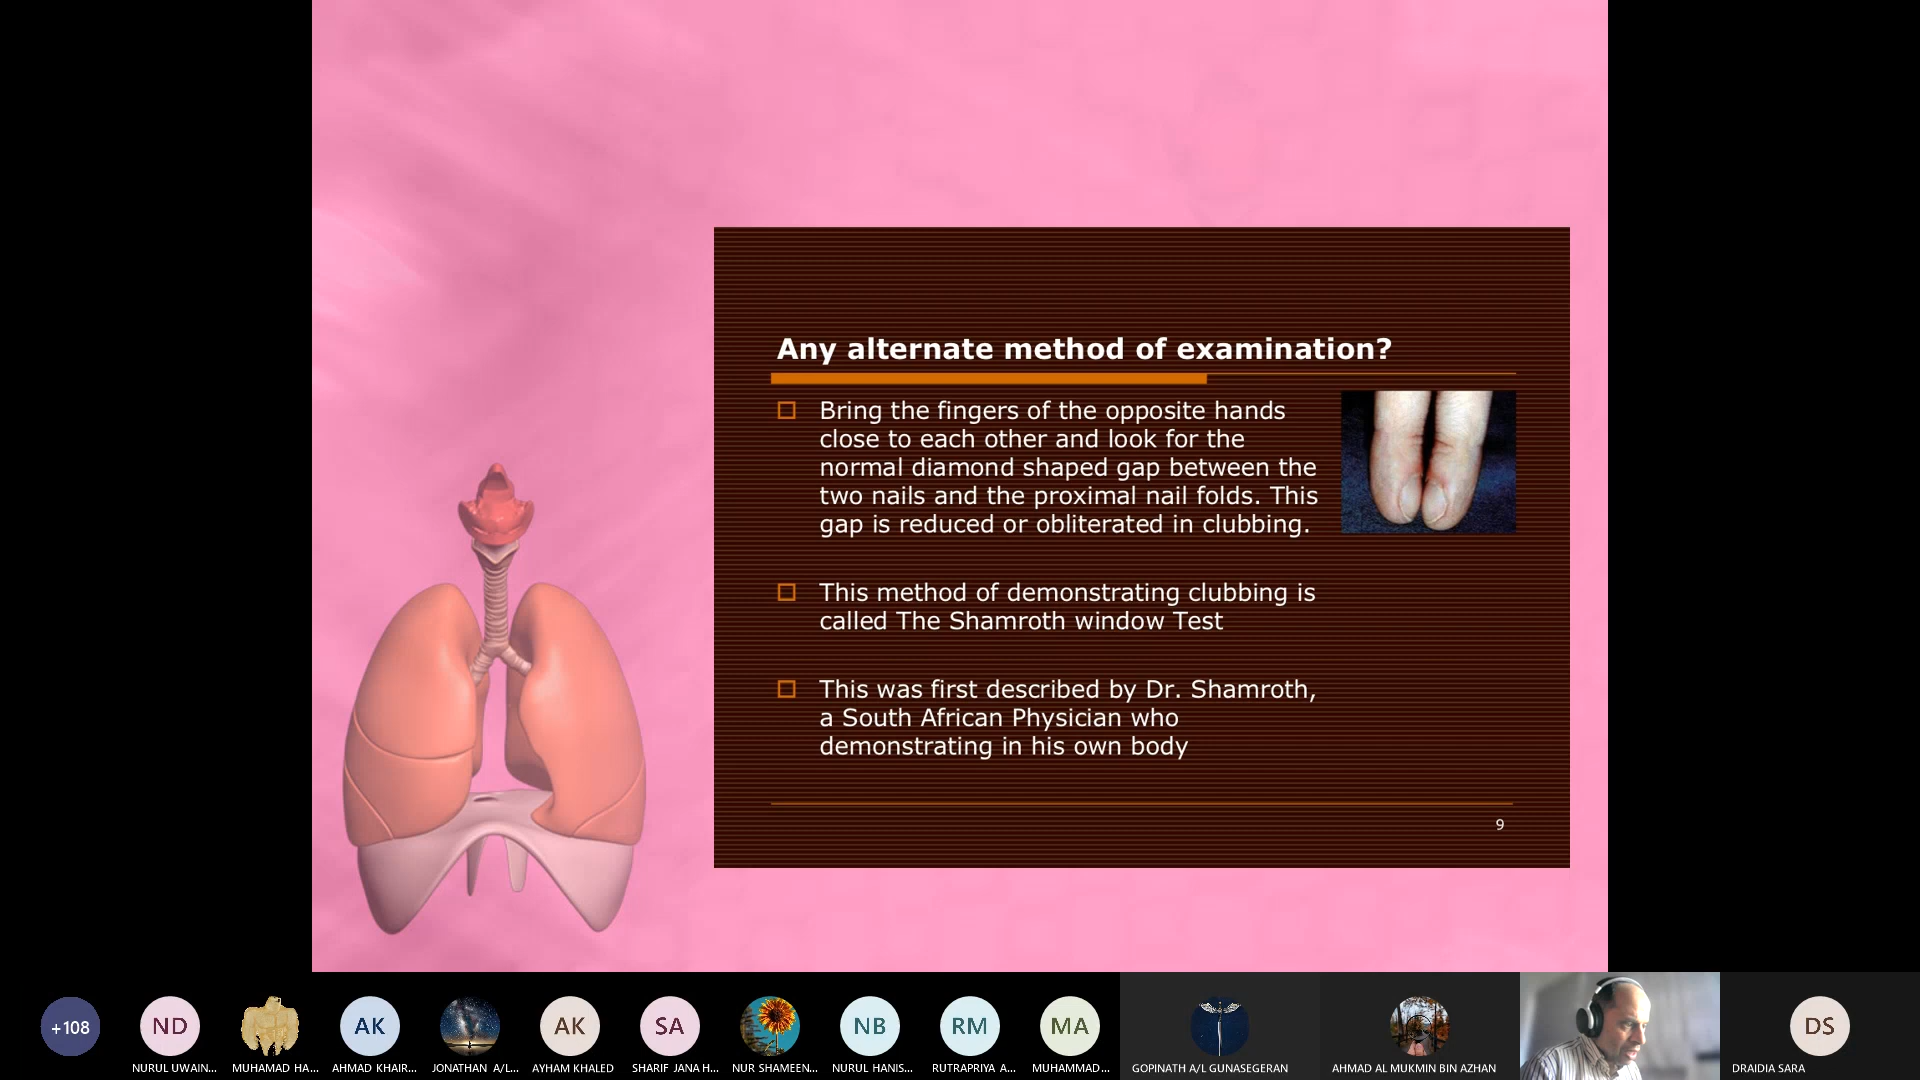 Any alternate method of examination?
Bring the fingers of the opposite hands
close to each other and look for the
normal diamond shaped gap between the
two nails and the proximal nail folds. This
gap is reduced or obliterated in clubbing.
This method of demonstrating clubbing is
called The Shamroth window Test
This was first described by Dr. Shamroth,
a South African Physician who
demonstrating in his own body
9
+108
ND
AK
AK
SA
NB
RM
MA
DS
NURUL UWAIN...
MUHAMAD HA...
AHMAD KHAIR...
JONATHAN A/L...
AYHAM KHALED
SHARIF JANA H...
NUR SHAMEEN...
NURUL HANIS...
RUTRAPRIYA A...
MUHAMMAD...
GOPINATH A/L GUNASEGERAN
AHMAD AL MUKMIN BIN AZHAN
DRAIDIA SARA